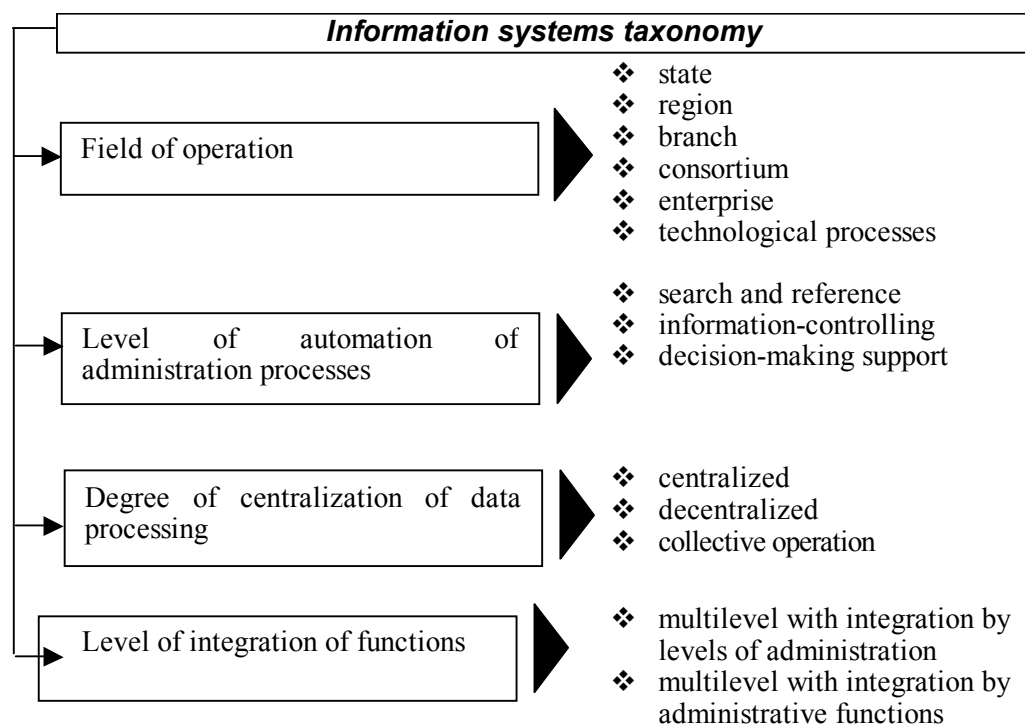 Information systems taxonomy
Field of operation
❖ state
❖ region
❖ branch
❖ consortium
❖ enterprise
❖ technological processes
Level of automation of
administration processes
❖ search and reference
❖ information-controlling
❖ decision-making support
Degree of centralization of data
processing
❖ centralized
❖ decentralized
❖ collective operation
Level of integration of functions
❖ multilevel with integration by
levels of administration
❖ multilevel with integration by
administrative functions